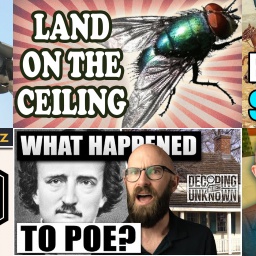 LAND
ON THE
CEILING
WHAT HAPPENED
DECODING
THE
UNKNOWN
TO POE?